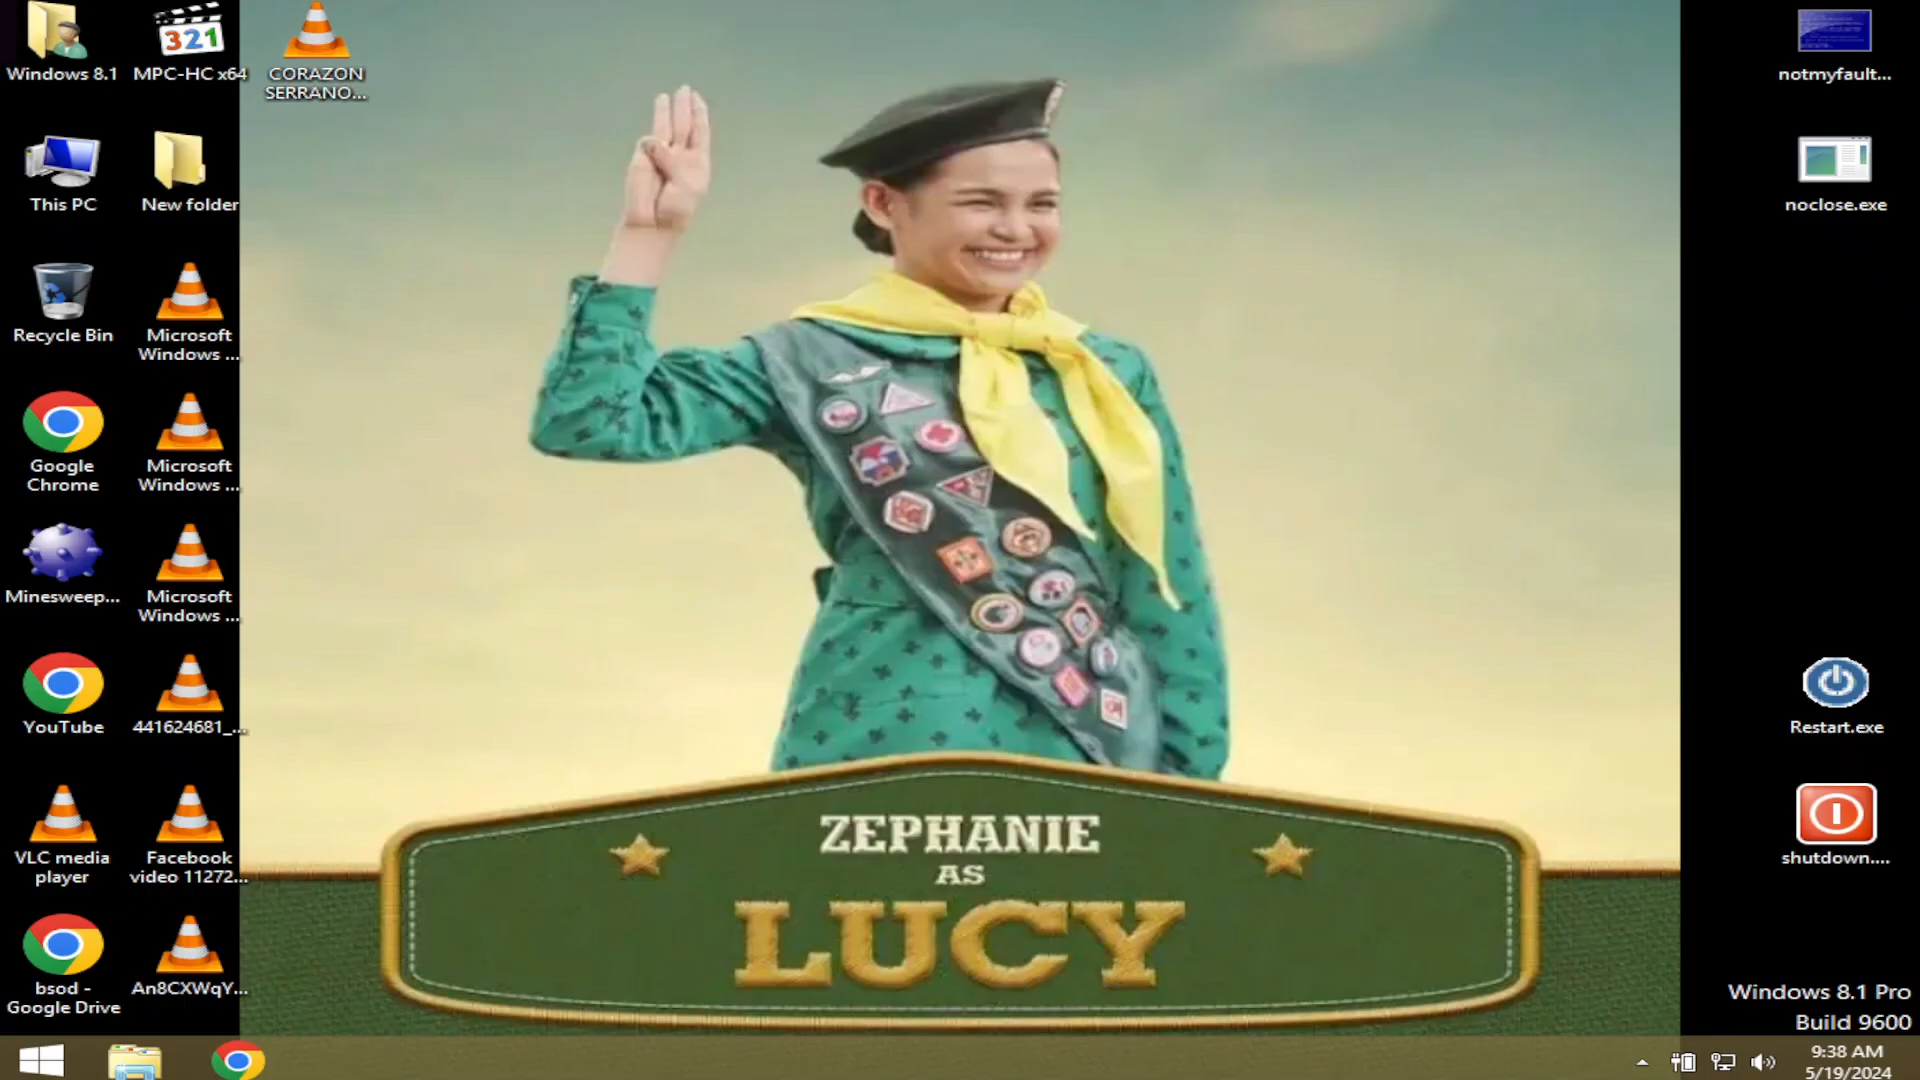 Windows 8.1
MPC-HC x64
CORAZON
SERRANO...
This PC
New folder
Recycle Bin
Microsoft
Windows ...
Google
Chrome
Microsoft
Windows ...
Minesweep...
Microsoft
Windows ...
YouTube
441624681_...
VLC media
player
Facebook
video 11272...
bsod -
Google Drive
An8CXWqY...
321
notmyfault...
noclose.exe
Restart.exe
shutdown....
ZEPHANIE
AS
LUCY
Windows 8.1 Pro
Build 9600
9:38 AM
5/19/2024